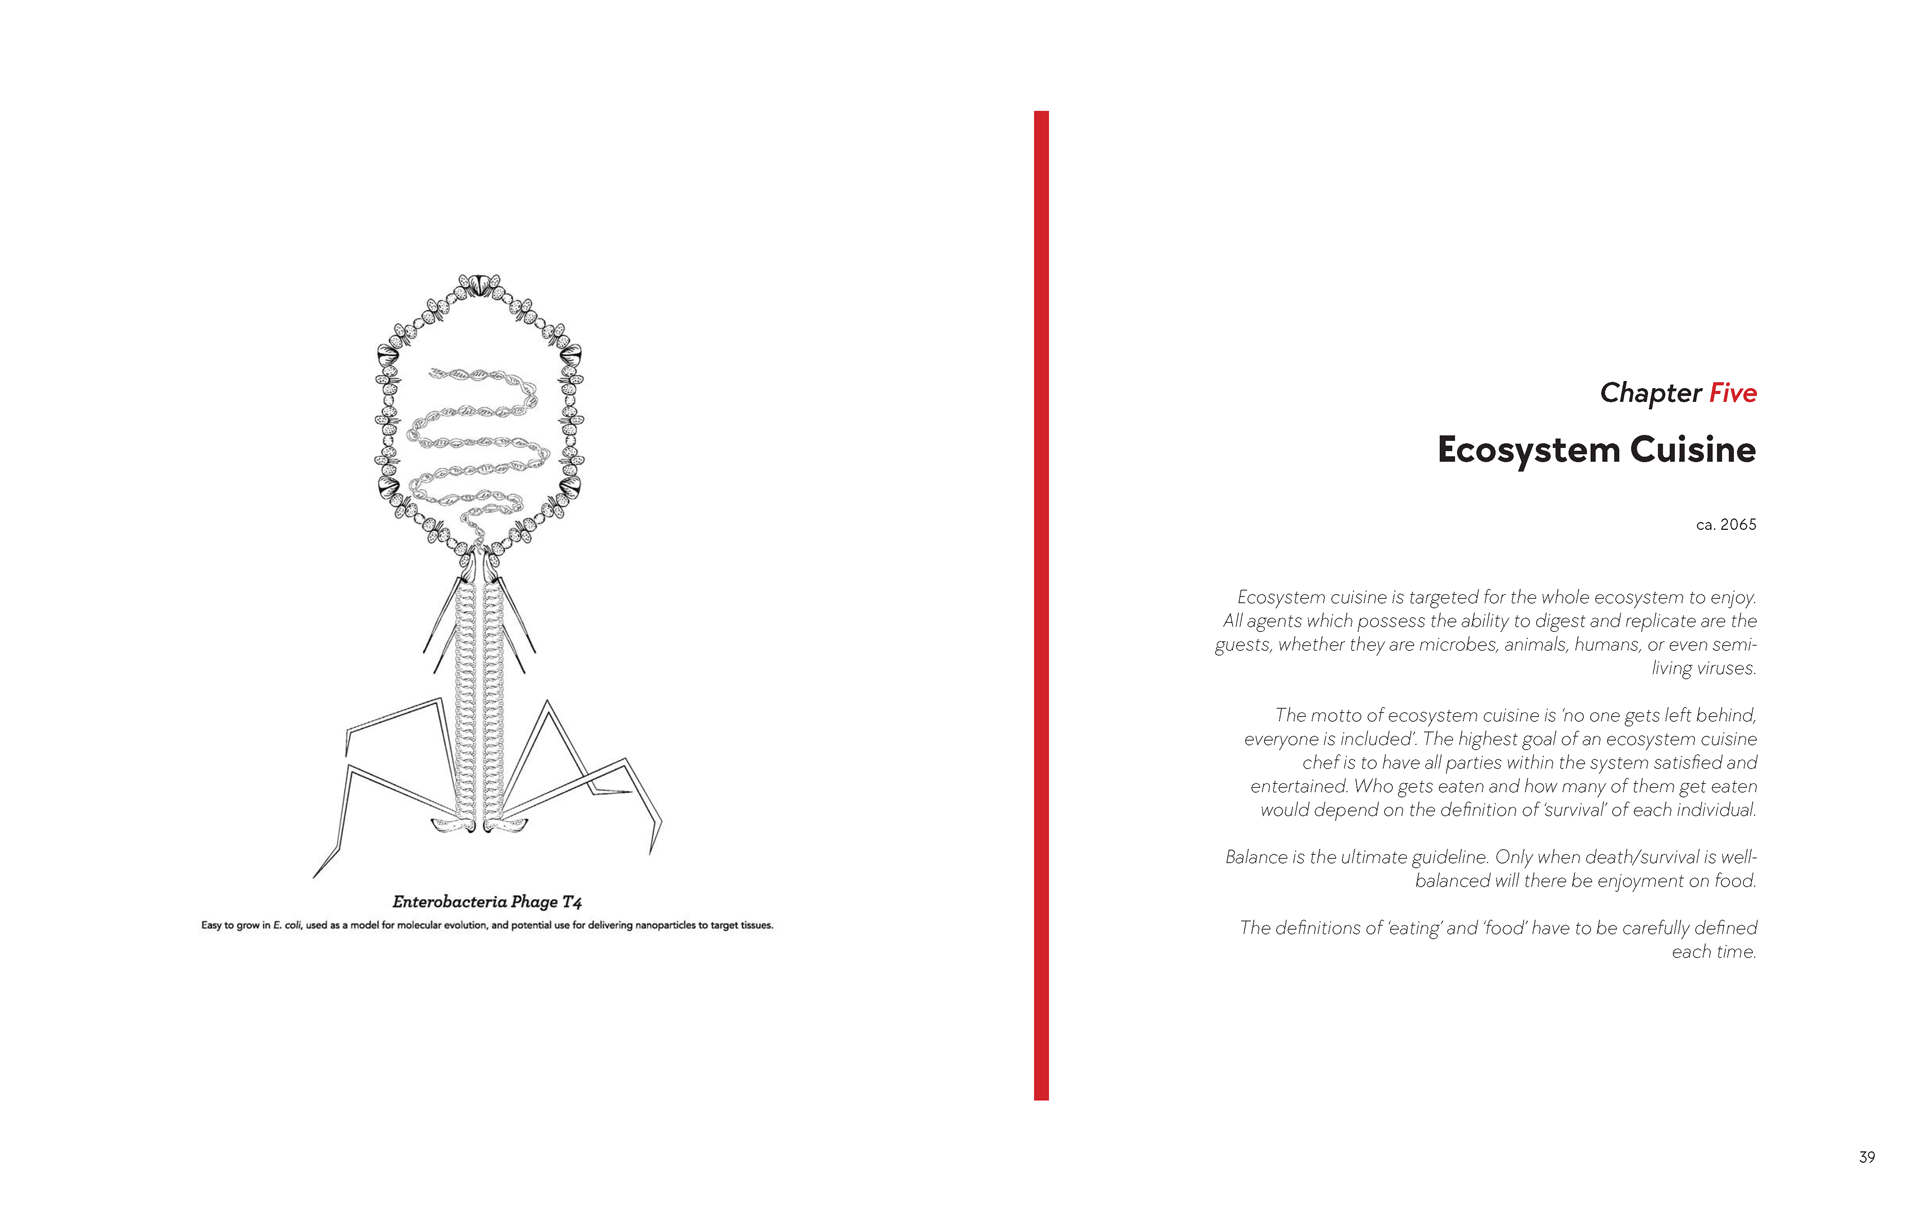 Enterobacteria Phage T4
Easy to grow in E. coli, used as a model for molecular evolution, and potential use for delivering nanoparticles to target tissues.
Chapter Five
Ecosystem Cuisine
ca. 2065
Ecosystem cuisine is targeted for the whole ecosystem to enjoy.
All agents which possess the ability to digest and replicate are the
guests, whether they are microbes, animals, humans, or even semi-
living viruses.
The motto of ecosystem cuisine is ‘no one gets left behind,
everyone is included’. The highest goal of an ecosystem cuisine
chef is to have all parties within the system satisfied and
entertained. Who gets eaten and how many of them get eaten
would depend on the definition of ‘survival’ of each individual.
Balance is the ultimate guideline. Only when death/survival is well-
balanced will there be enjoyment on food.
The definitions of ‘eating’ and ‘food’ have to be carefully defined
each time.
39